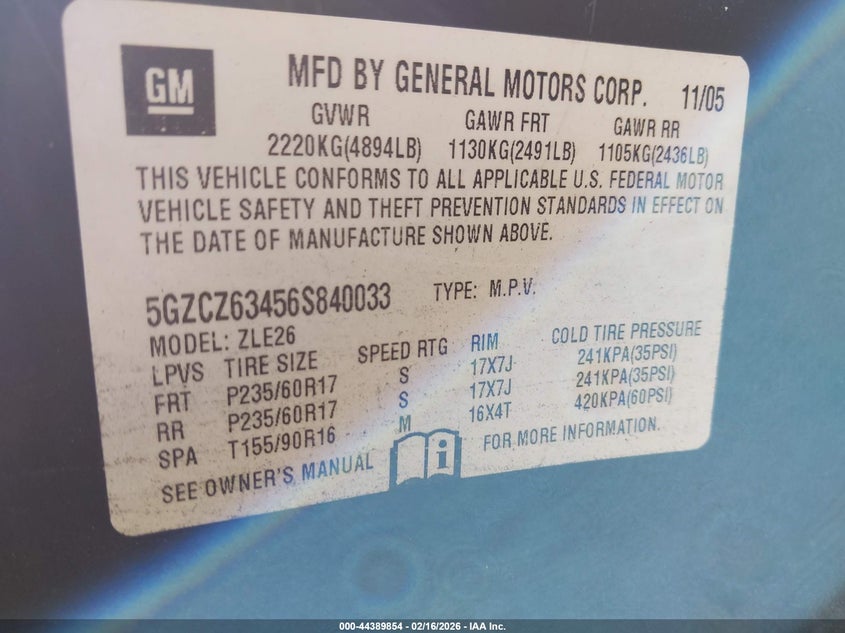 GM
MFD BY GENERAL MOTORS CORP. 11/05
GVWR GAWR FRT GAWR RR
2220KG(4894LB) 1130KG(2491LB) 1105KG(2436LB)
THIS VEHICLE CONFORMS TO ALL APPLICABLE U.S. FEDERAL MOTOR
VEHICLE SAFETY AND THEFT PREVENTION STANDARDS IN EFFECT ON
THE DATE OF MANUFACTURE SHOWN ABOVE.
5GZCZ63456S840033 TYPE: M.P.V.
MODEL: ZLE26
LPVS TIRE SIZE SPEED RTG RIM COLD TIRE PRESSURE
FRT P235/60R17 S 17X7J 241KPA(35PSI)
RR P235/60R17 S 17X7J 241KPA(35PSI)
SPA T155/90R16 M 16X4T 420KPA(60PSI)
SEE OWNER'S MANUAL i FOR MORE INFORMATION.
000-44389854 - 02/16/2026 - IAA Inc.